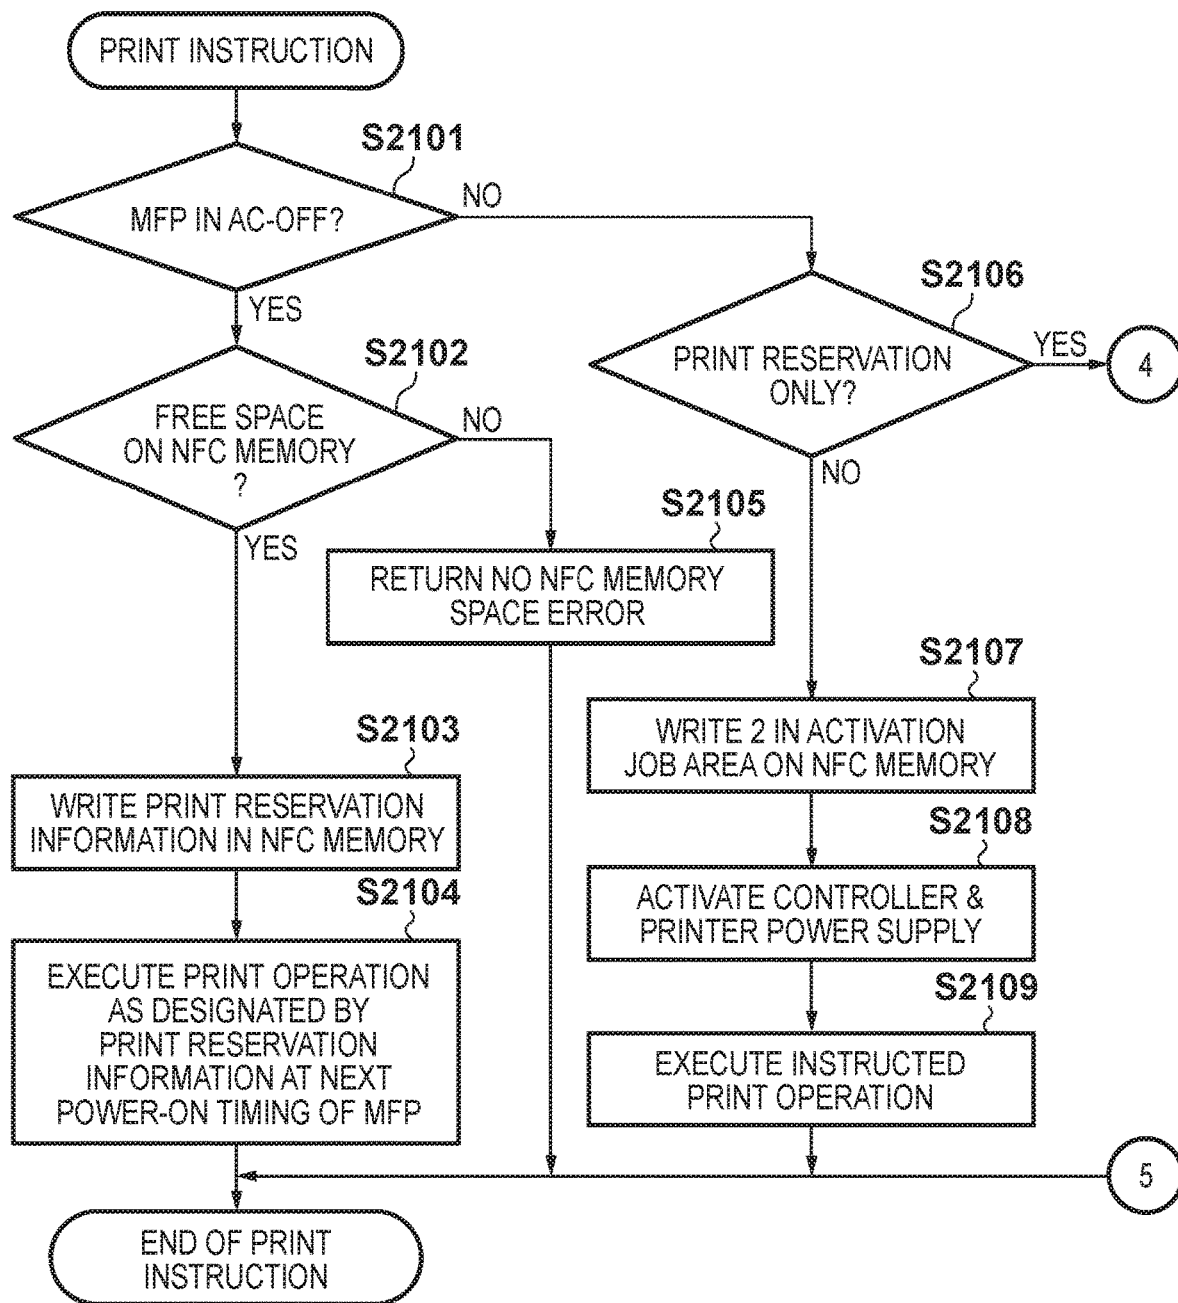 PRINT INSTRUCTION
S2101
MFP IN AC-OFF?
NO
YES
S2106
PRINT RESERVATION
ONLY?
YES
4
NO
S2102
FREE SPACE
ON NFC MEMORY
?
NO
YES
S2105
RETURN NO NFC MEMORY
SPACE ERROR
S2107
WRITE 2 IN ACTIVATION
JOB AREA ON NFC MEMORY
S2103
WRITE PRINT RESERVATION
INFORMATION IN NFC MEMORY
S2108
ACTIVATE CONTROLLER &
PRINTER POWER SUPPLY
S2104
EXECUTE PRINT OPERATION
AS DESIGNATED BY
PRINT RESERVATION
INFORMATION AT NEXT
POWER-ON TIMING OF MFP
S2109
EXECUTE INSTRUCTED
PRINT OPERATION
5
END OF PRINT
INSTRUCTION